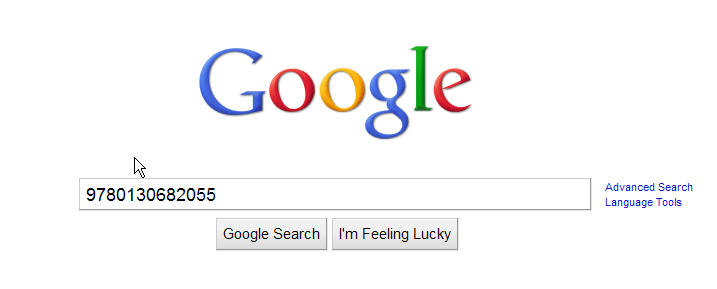 Google
9780130682055
Advanced Search
Language Tools
Google Search
I'm Feeling Lucky